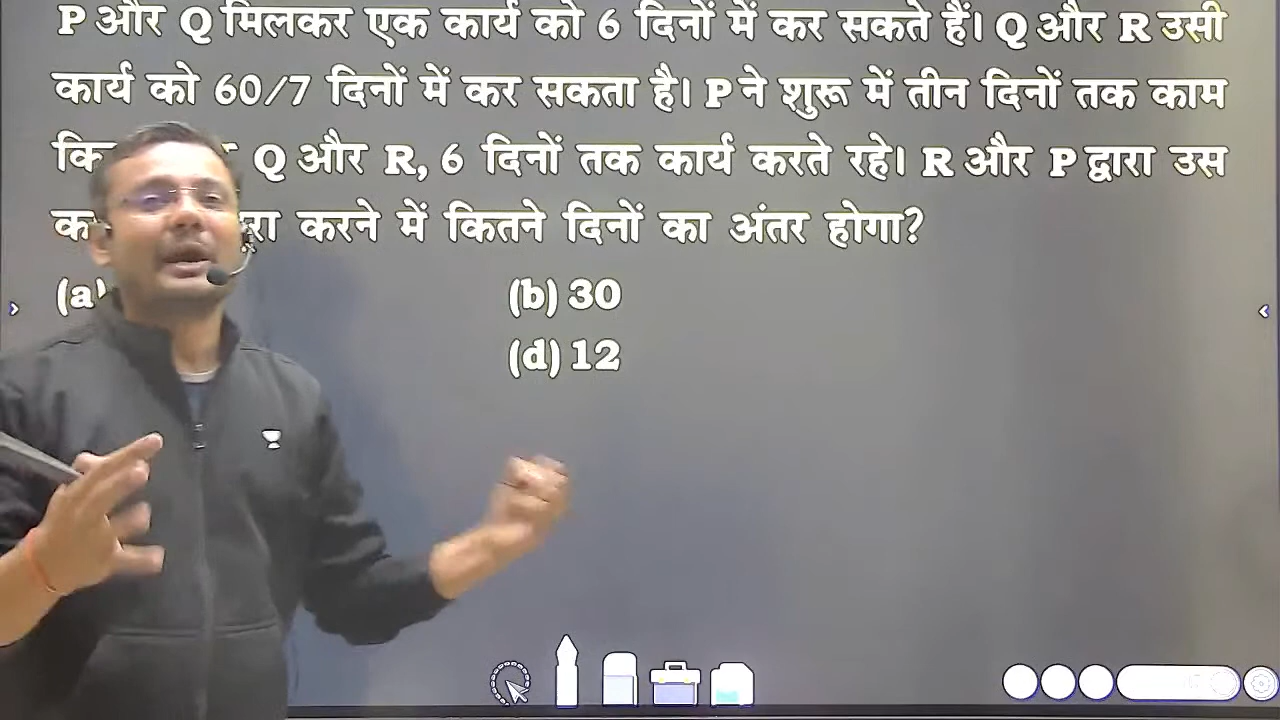 P और Q मिलकर एक कार्य को 6 दिनों में कर सकते हैं। Q और R उसी
कार्य को 60/7 दिनों में कर सकता है। P ने शुरू में तीन दिनों तक काम
Q और R, 6 दिनों तक कार्य करते रहे। R और P द्वारा उस
करने में कितने दिनों का अंतर होगा?
(a)
(b) 30
(d) 12